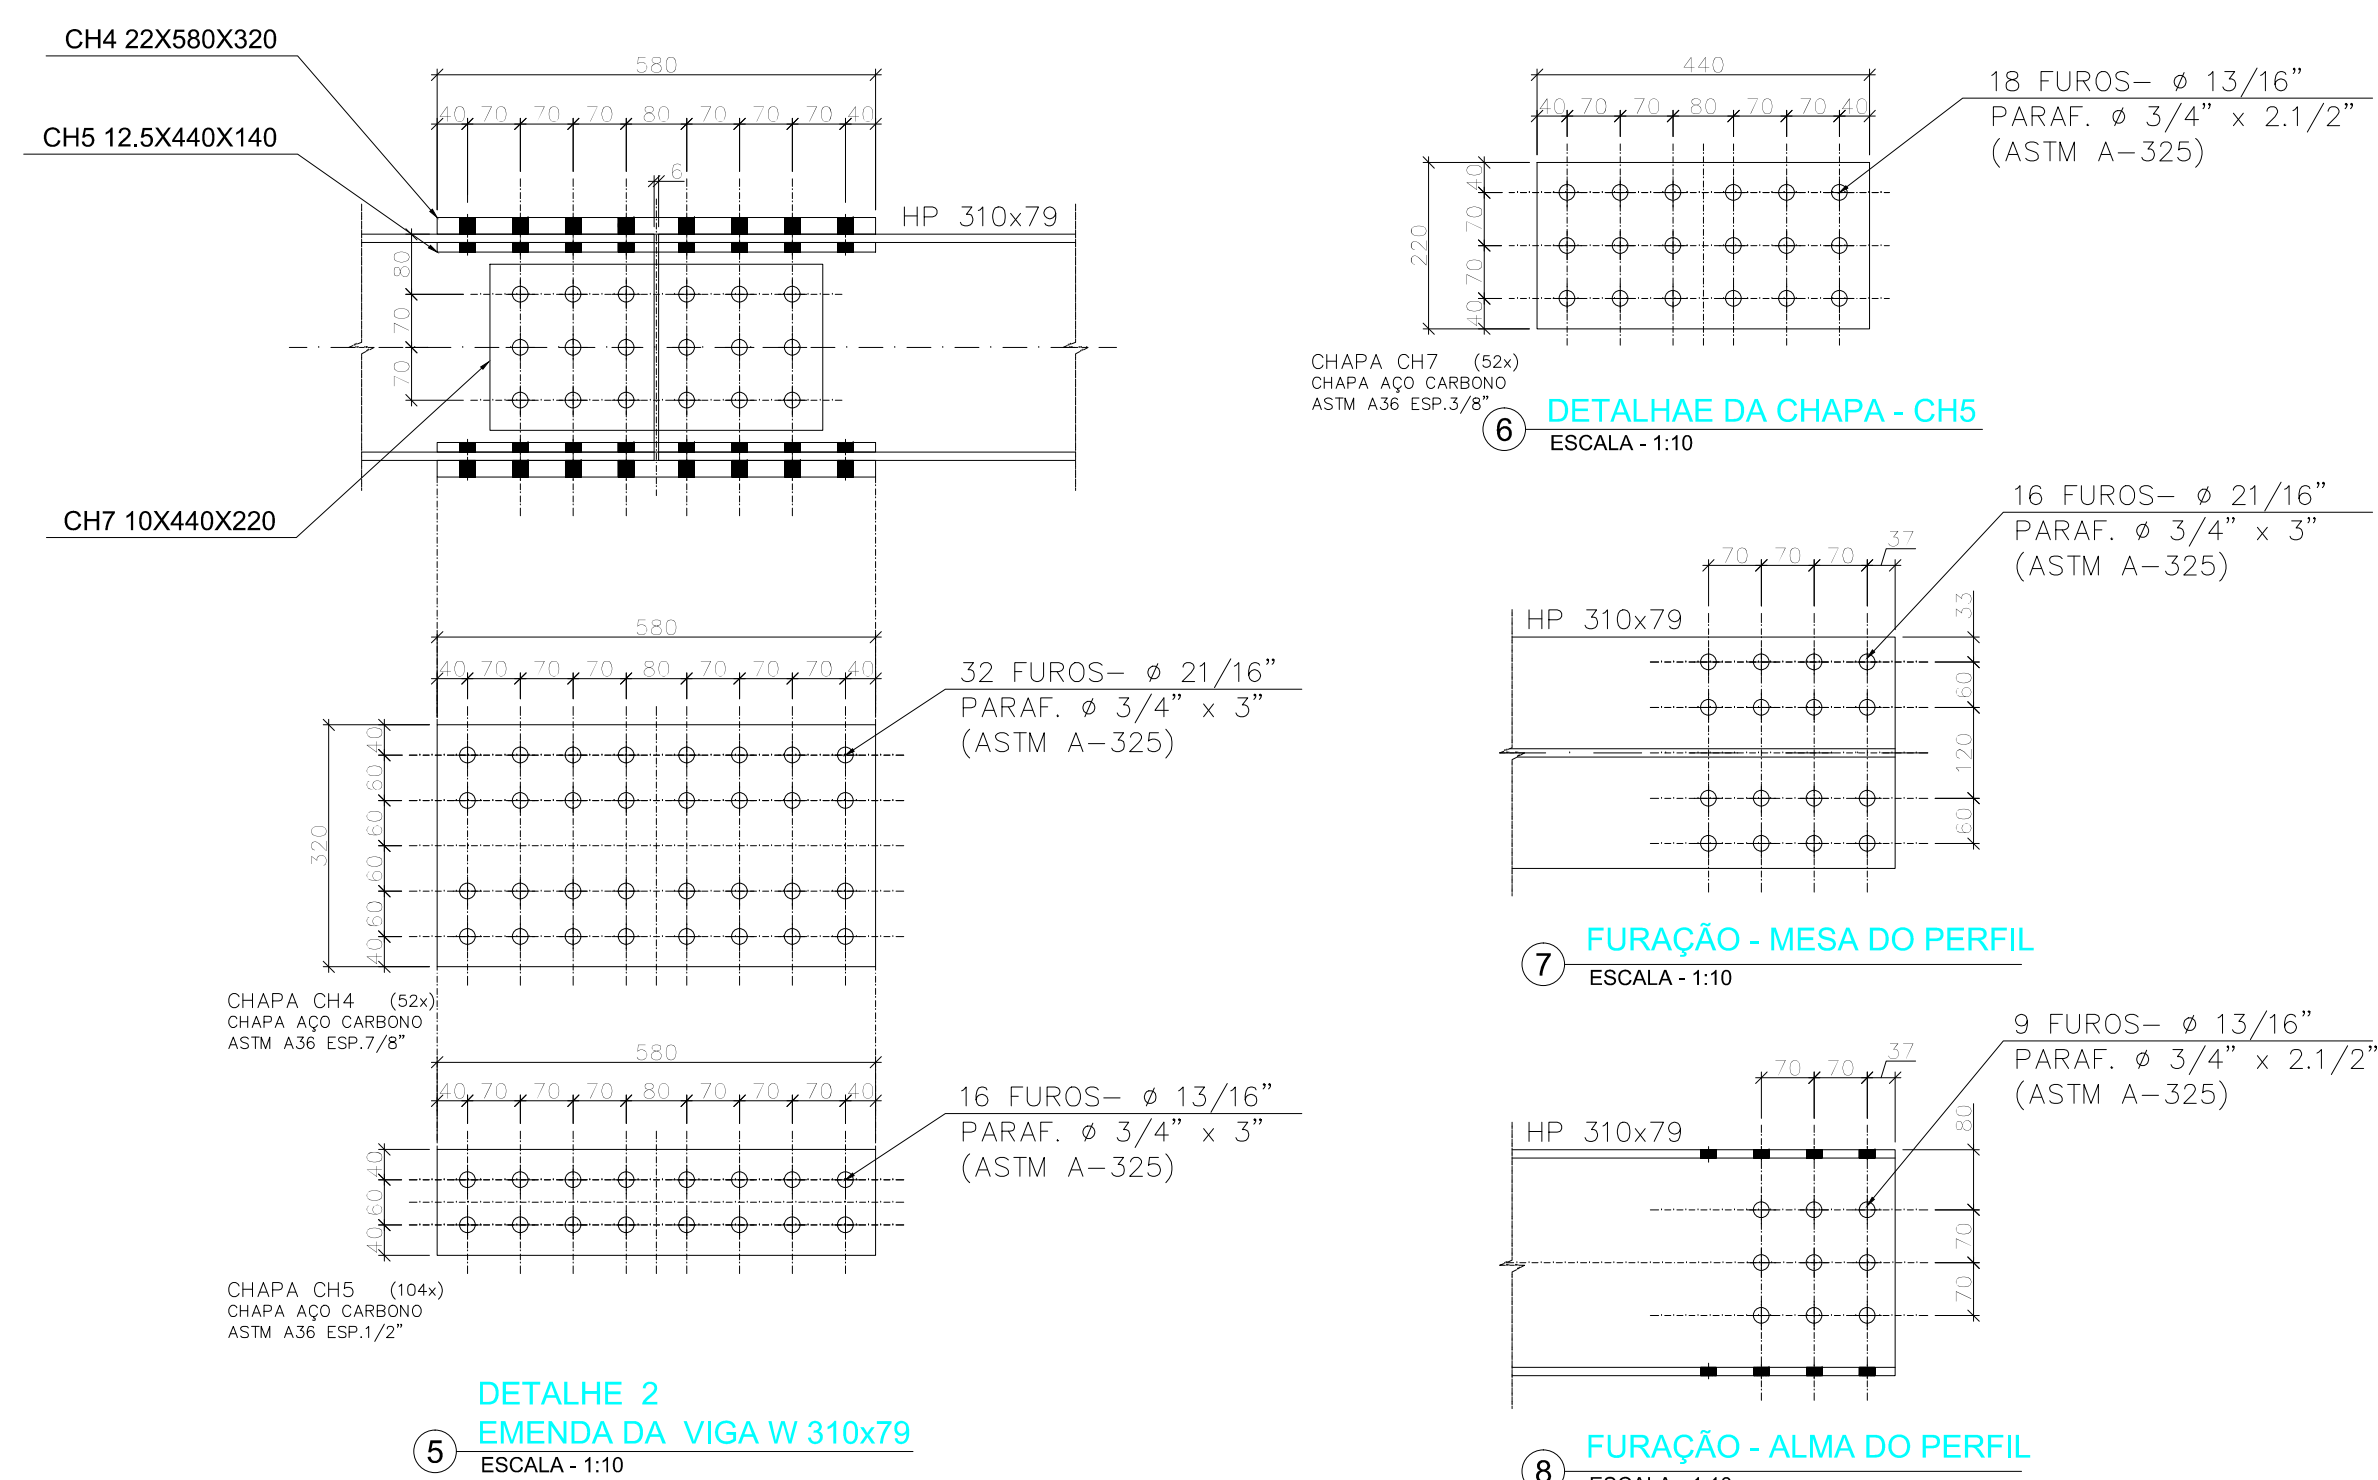 CH4 22X580X320
CH5 12.5X440X140
580
40 70 70 70 80 70 70 70 40
6
HP 310x79
80
70
70
CH7 10X440X220
580
40 70 70 70 80 70 70 70 40
32 FUROS– ø 21/16”
PARAF. ø 3/4” x 3”
(ASTM A–325)
320
40
60
60
60
60
40
CHAPA CH4 (52x)
CHAPA AÇO CARBONO
ASTM A36 ESP.7/8”
580
40 70 70 70 80 70 70 70 40
16 FUROS– ø 13/16”
PARAF. ø 3/4” x 3”
(ASTM A–325)
40
60
40
CHAPA CH5 (104x)
CHAPA AÇO CARBONO
ASTM A36 ESP.1/2”
DETALHE 2
5 EMENDA DA VIGA W 310x79
ESCALA - 1:10
440
40 70 70 80 70 70 40
18 FUROS– ø 13/16”
PARAF. ø 3/4” x 2.1/2”
(ASTM A–325)
220
40
70
70
40
CHAPA CH7 (52x)
CHAPA AÇO CARBONO
ASTM A36 ESP.3/8”
6 DETALHAE DA CHAPA - CH5
ESCALA - 1:10
16 FUROS– ø 21/16”
PARAF. ø 3/4” x 3”
(ASTM A–325)
70 70 70 37
HP 310x79
33
60
120
60
7 FURAÇÃO - MESA DO PERFIL
ESCALA - 1:10
9 FUROS– ø 13/16”
PARAF. ø 3/4” x 2.1/2”
(ASTM A–325)
70 70 37
HP 310x79
80
70
70
8 FURAÇÃO - ALMA DO PERFIL
ESCALA - 1:10